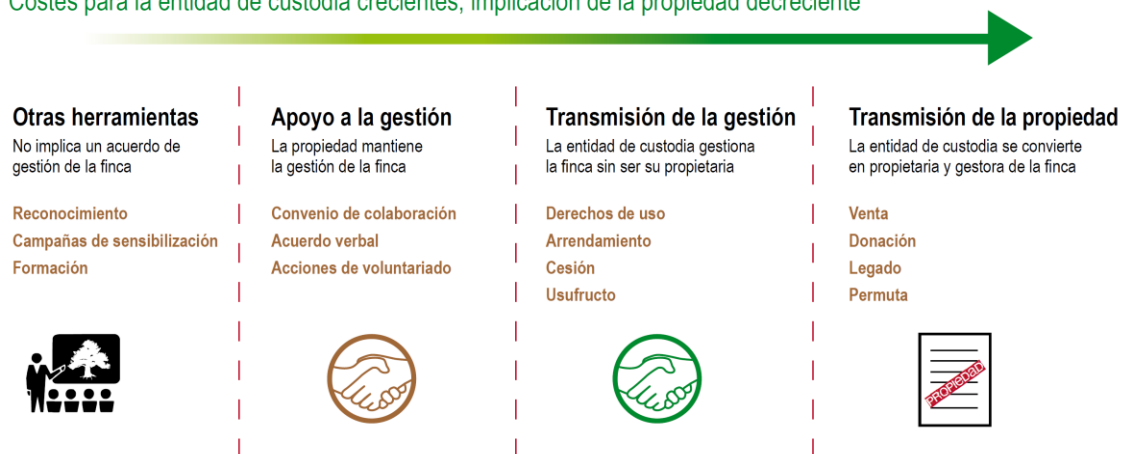 Costes para la entidad de custodia crecientes, implicación de la propiedad decreciente
Otras herramientas
No implica un acuerdo de
gestión de la finca
Reconocimiento
Campañas de sensibilización
Formación
Apoyo a la gestión
La propiedad mantiene
la gestión de la finca
Convenio de colaboración
Acuerdo verbal
Acciones de voluntariado
Transmisión de la gestión
La entidad de custodia gestiona
la finca sin ser su propietaria
Derechos de uso
Arrendamiento
Cesión
Usufructo
Transmisión de la propiedad
La entidad de custodia se convierte
en propietaria y gestora de la finca
Venta
Donación
Legado
Permuta
PROPIEDAD